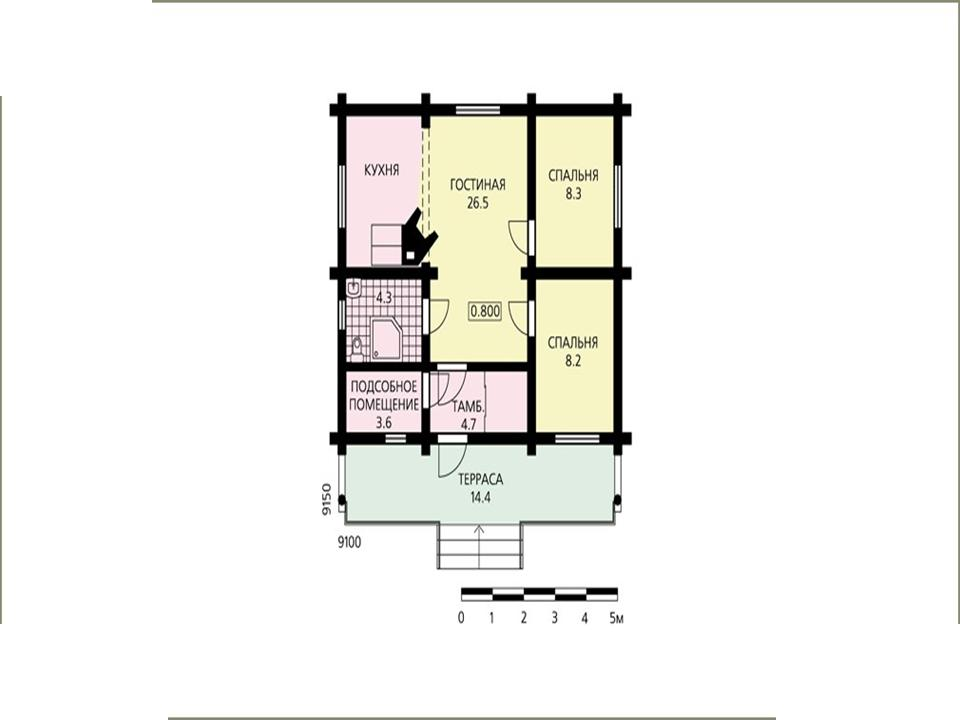 КУХНЯ
ГОСТИНАЯ
26.5
СПАЛЬНЯ
8.3
4.3
0.800
СПАЛЬНЯ
8.2
ПОДСОБНОЕ
ПОМЕЩЕНИЕ
3.6
ТАМБ.
4.7
ТЕРРАСА
14.4
9150
9100
0 1 2 3 4 5м